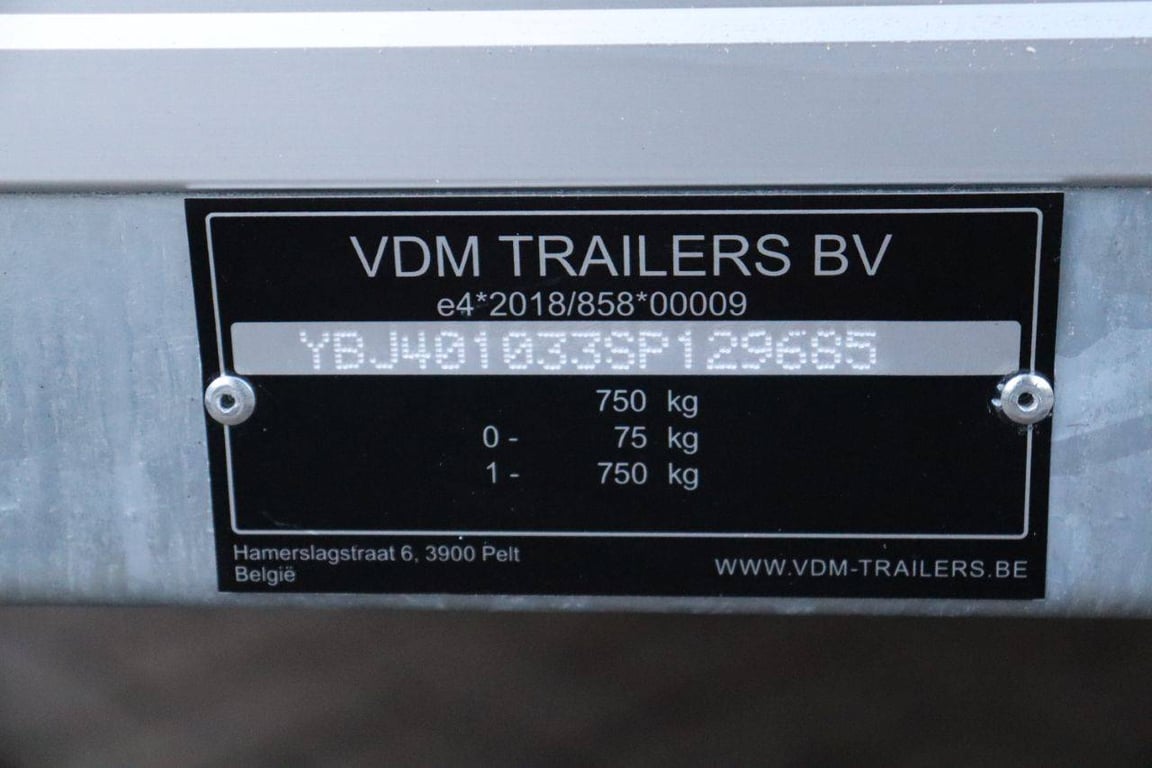 VDM TRAILERS BV
e4*2018/858*00009
YBJ401033SP129685
750 kg
0 - 75 kg
1 - 750 kg
Hamerslagstraat 6, 3900 Pelt
België
WWW.VDM-TRAILERS.BE